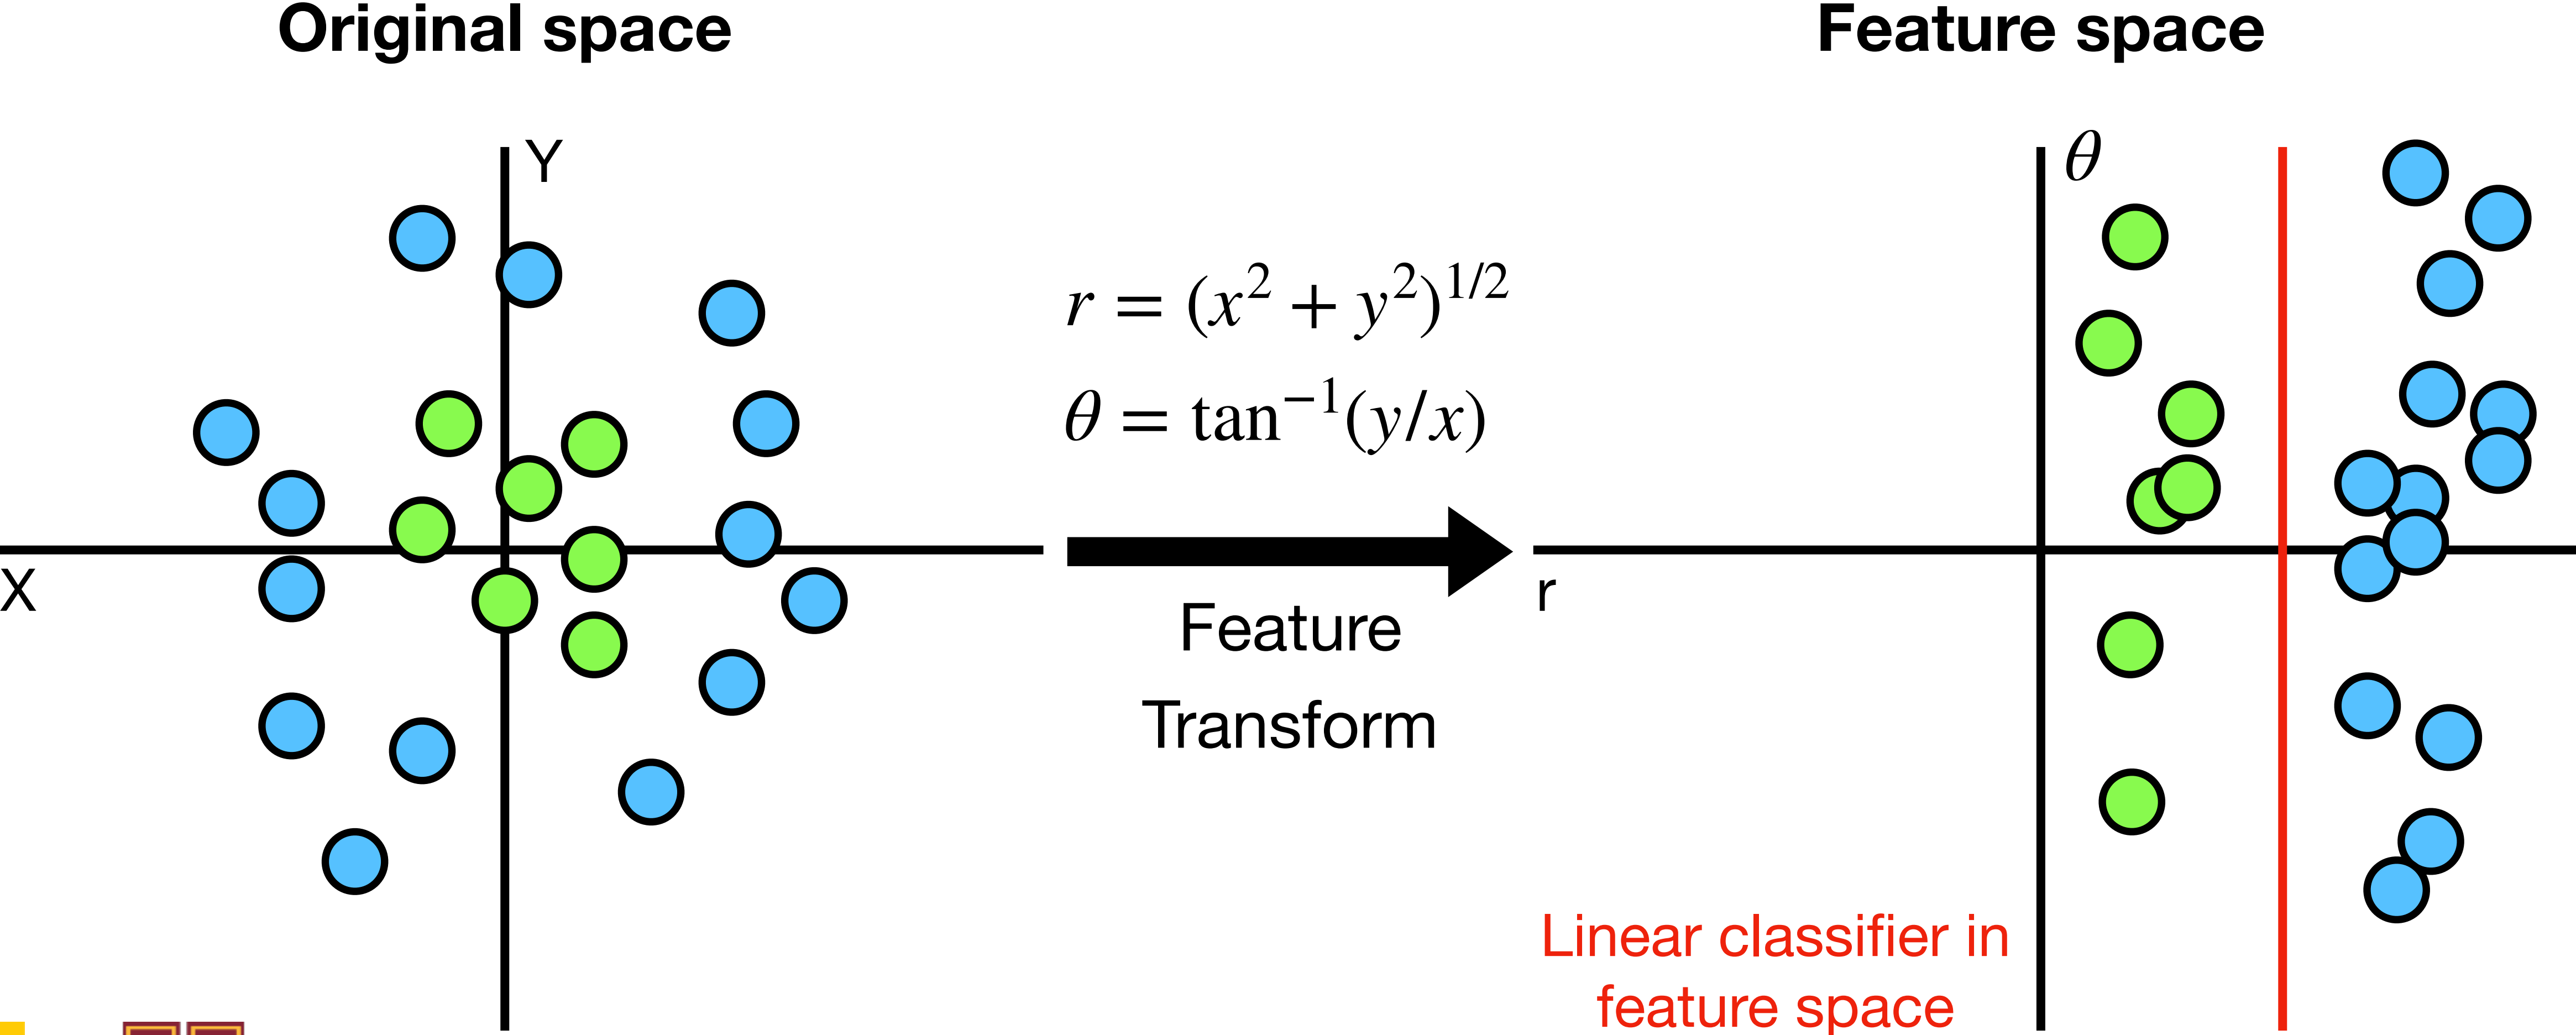 Original space
Feature space
Y
θ
r = (x² + y²)^{1/2}
θ = tan⁻¹(y/x)
X
r
Feature
Transform
Linear classifier in
feature space